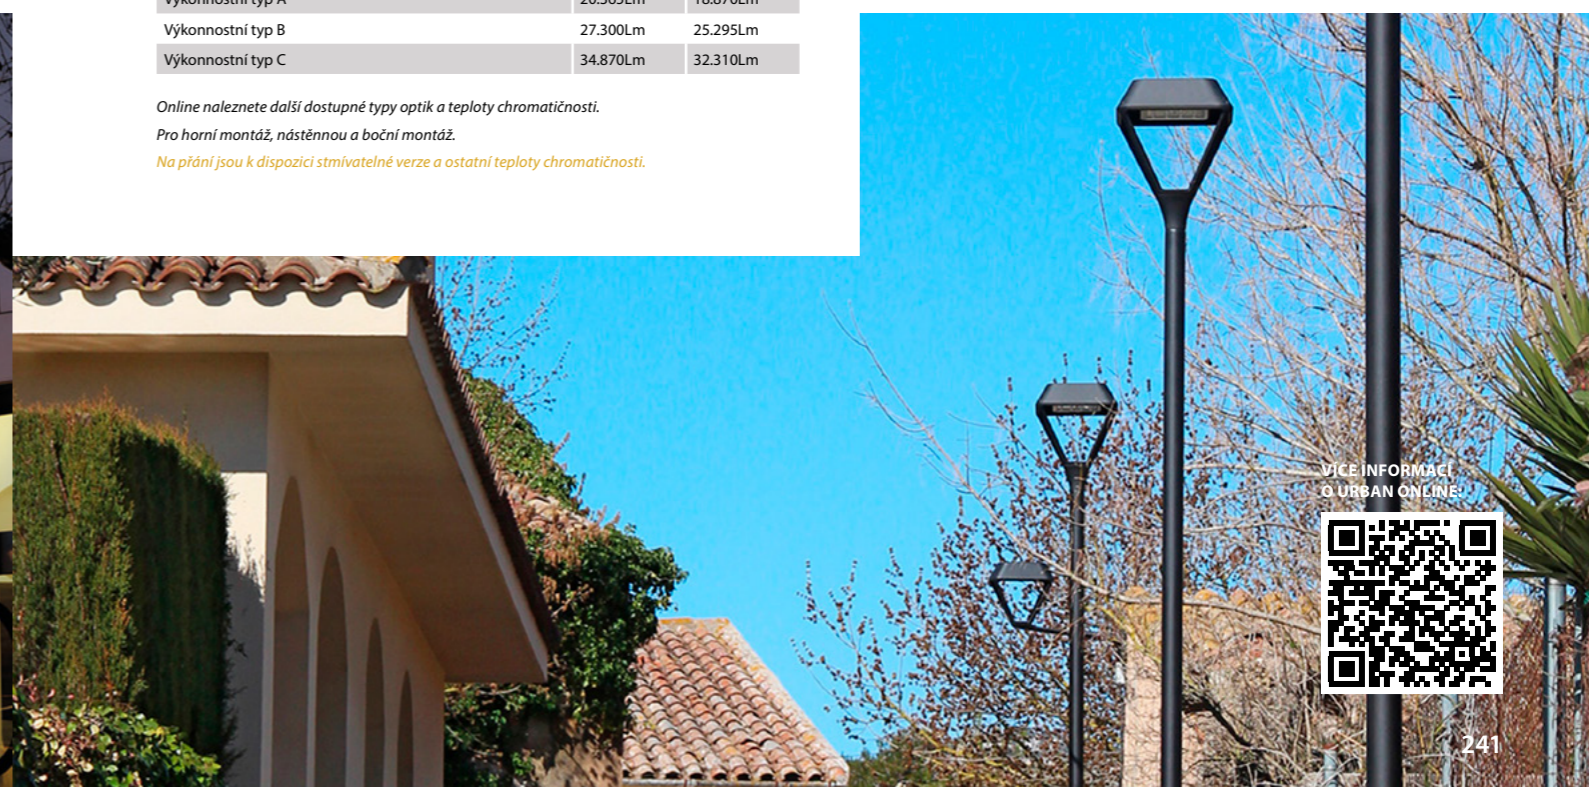 Výkonnostní typ A
Výkonnostní typ B 27.300Lm 25.295Lm
Výkonnostní typ C 34.870Lm 32.310Lm
Online naleznete další dostupné typy optik a teploty chromatičnosti.
Pro horní montáž, nástěnnou a boční montáž.
Na přání jsou k dispozici stmívatelné verze a ostatní teploty chromatičnosti.
VÍCE INFORMACÍ
O URBAN ONLINE:
241